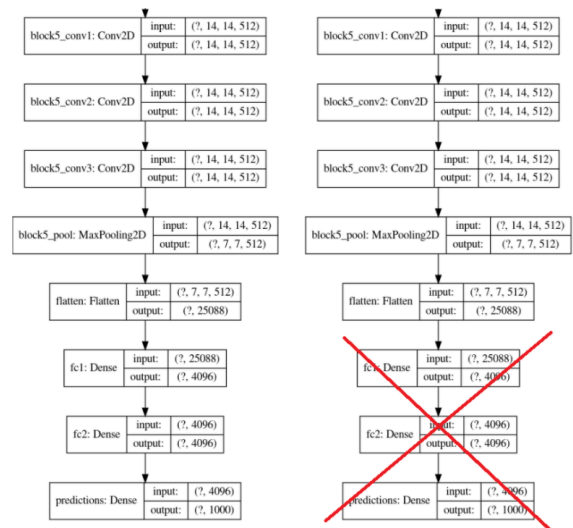 block5_conv1: Conv2D input: (?, 14, 14, 512)
output: (?, 14, 14, 512)
block5_conv2: Conv2D input: (?, 14, 14, 512)
output: (?, 14, 14, 512)
block5_conv3: Conv2D input: (?, 14, 14, 512)
output: (?, 14, 14, 512)
block5_pool: MaxPooling2D input: (?, 14, 14, 512)
output: (?, 7, 7, 512)
flatten: Flatten input: (?, 7, 7, 512)
output: (?, 25088)
fc1: Dense input: (?, 25088)
output: (?, 4096)
fc2: Dense input: (?, 4096)
output: (?, 4096)
predictions: Dense input: (?, 4096)
output: (?, 1000)
block5_conv1: Conv2D input: (?, 14, 14, 512)
output: (?, 14, 14, 512)
block5_conv2: Conv2D input: (?, 14, 14, 512)
output: (?, 14, 14, 512)
block5_conv3: Conv2D input: (?, 14, 14, 512)
output: (?, 14, 14, 512)
block5_pool: MaxPooling2D input: (?, 14, 14, 512)
output: (?, 7, 7, 512)
flatten: Flatten input: (?, 7, 7, 512)
output: (?, 25088)
fc1: Dense input: (?, 25088)
output: (?, 4096)
fc2: Dense input: (?, 4096)
output: (?, 4096)
predictions: Dense input: (?, 4096)
output: (?, 1000)